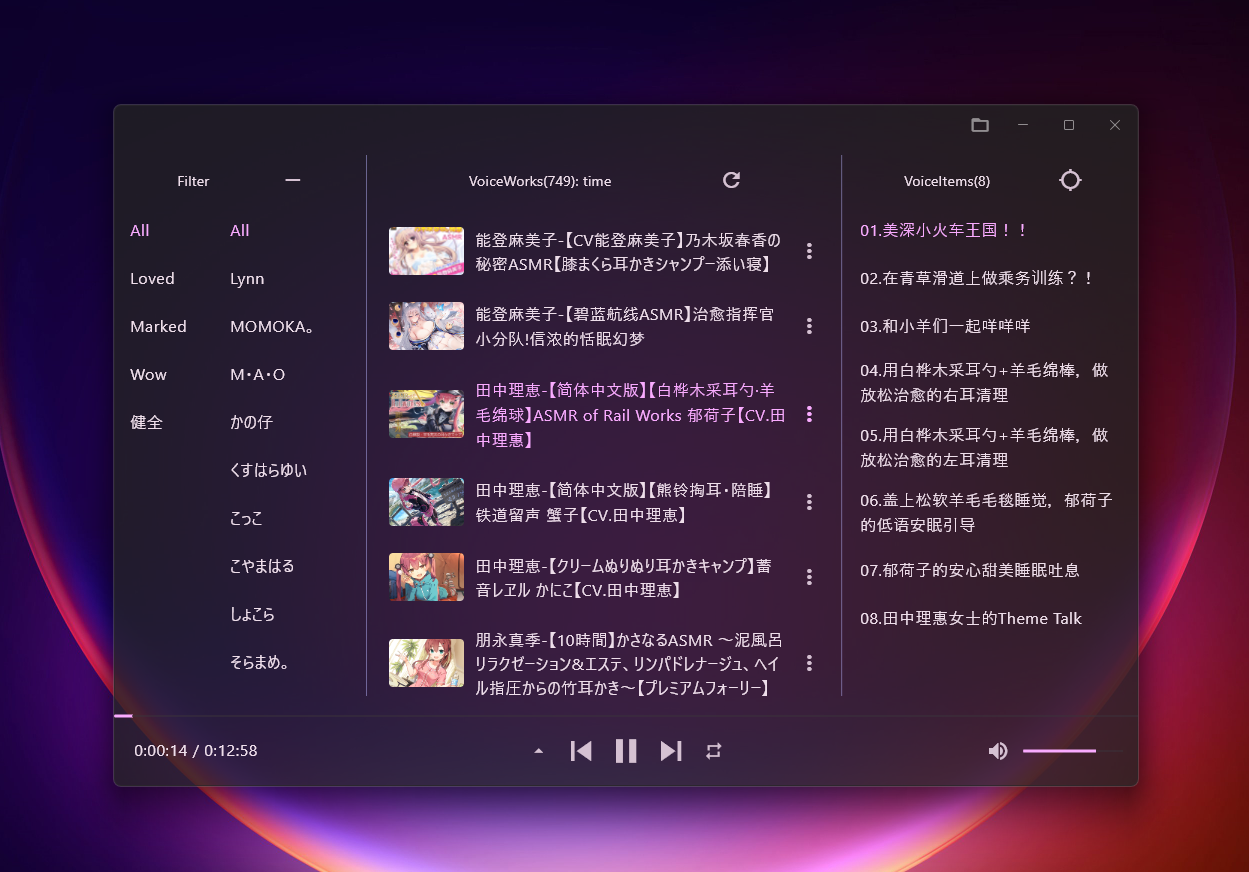 Filter
All
Loved
Marked
Wow
健全
All
Lynn
MOMOKA。
M・A・O
かの仔
くすはらゆい
こっこ
こやまはる
しょこら
そらまめ。
VoiceWorks(749): time
能登麻美子-【CV能登麻美子】乃木坂春香の
秘密ASMR【膝まくら耳かきシャンプー添い寝】
能登麻美子-【碧蓝航线ASMR】治愈指挥官
小分队!信浓的恬眠幻梦
田中理恵-【简体中文版】【白桦木采耳勺·羊
毛绵球】ASMR of Rail Works 郁荷子【CV.田
中理惠】
田中理恵-【简体中文版】【熊铃掏耳･陪睡】
铁道留声 蟹子【CV.田中理恵】
田中理恵-【クリームぬりぬり耳かきキャンプ】蓄
音レヱル かにこ【CV.田中理恵】
朋永真季-【10時間】かさなるASMR ～泥風呂
リラクゼーション&エステ、リンパドレナージュ、ヘイ
ル指圧からの竹耳かき～【プレミアムフォーリー】
VoiceItems(8)
01.美深小火车王国！！
02.在青草滑道上做乘务训练？！
03.和小羊们一起咩咩咩
04.用白桦木采耳勺+羊毛绵棒，做
放松治愈的右耳清理
05.用白桦木采耳勺+羊毛绵棒，做
放松治愈的左耳清理
06.盖上松软羊毛毛毯睡觉，郁荷子
的低语安眠引导
07.郁荷子的安心甜美睡眠吐息
08.田中理惠女士的Theme Talk
0:00:14 / 0:12:58